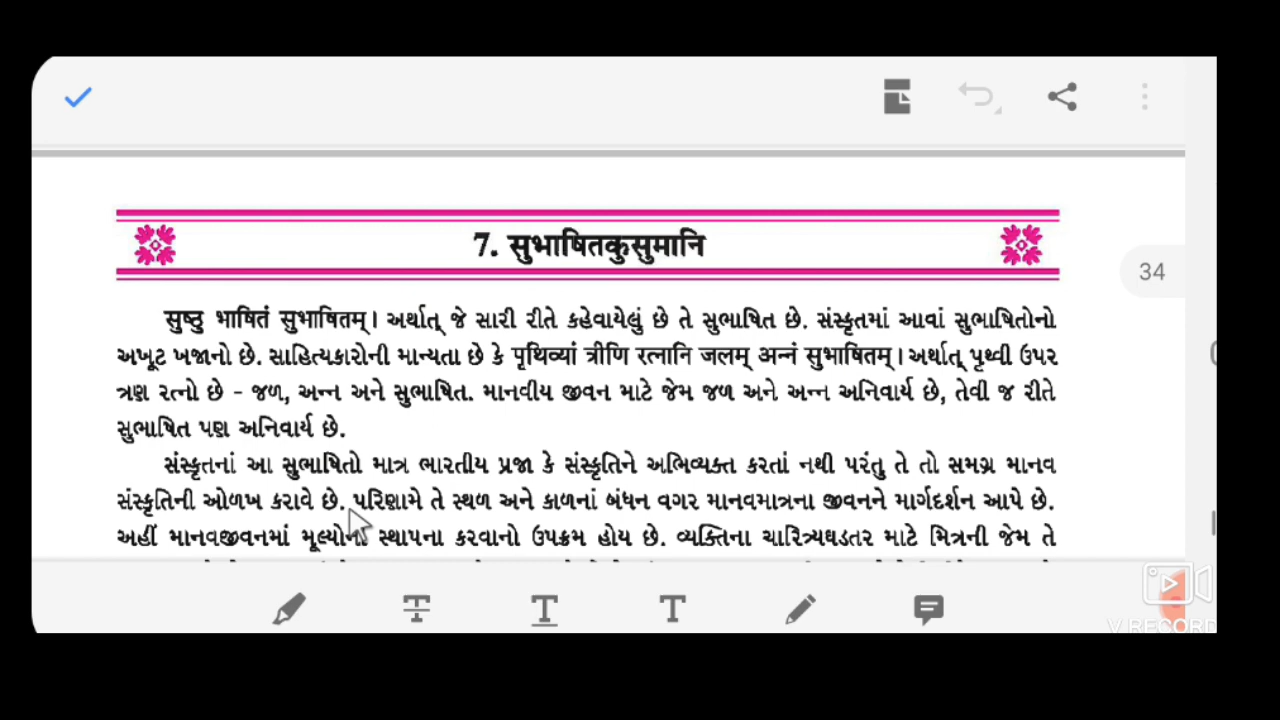 34
7. सुभाषितकुसुमानि
सुष्ठु भाषितं सुभाषितम्। અર્થાત્ જે સારી રીતે કહેવાયેલું છે તે સુભાષિત છે. સંસ્કૃતમાં આવાં સુભાષિતોનો
અખૂટ ખજાનો છે. સાહિત્યકારોની માન્યતા છે કે पृथिव्यां त्रीणि रत्नानि जलम् अन्नं सुभाषितम्। અર્થાત્ પૃથ્વી ઉપર
ત્રણ રત્નો છે - જળ, અન્ન અને સુભાષિત. માનવીય જીવન માટે જેમ જળ અને અન્ન અનિવાર્ય છે, તેવી જ રીતે
સુભાષિત પણ અનિવાર્ય છે.
સંસ્કૃતનાં આ સુભાષિતો માત્ર ભારતીય પ્રજા કે સંસ્કૃતિને અભિવ્યક્ત કરતાં નથી પરંતુ તે તો સમગ્ર માનવ
સંસ્કૃતિની ઓળખ કરાવે છે. પરિણામે તે સ્થળ અને કાળનાં બંધન વગર માનવમાત્રના જીવનને માર્ગદર્શન આપે છે.
અહીં માનવજીવનમાં મૂલ્યોના સ્થાપના કરવાનો ઉપક્રમ હોય છે. વ્યક્તિના ચારિત્ર્યઘડતર માટે મિત્રની જેમ તે
V RECORD